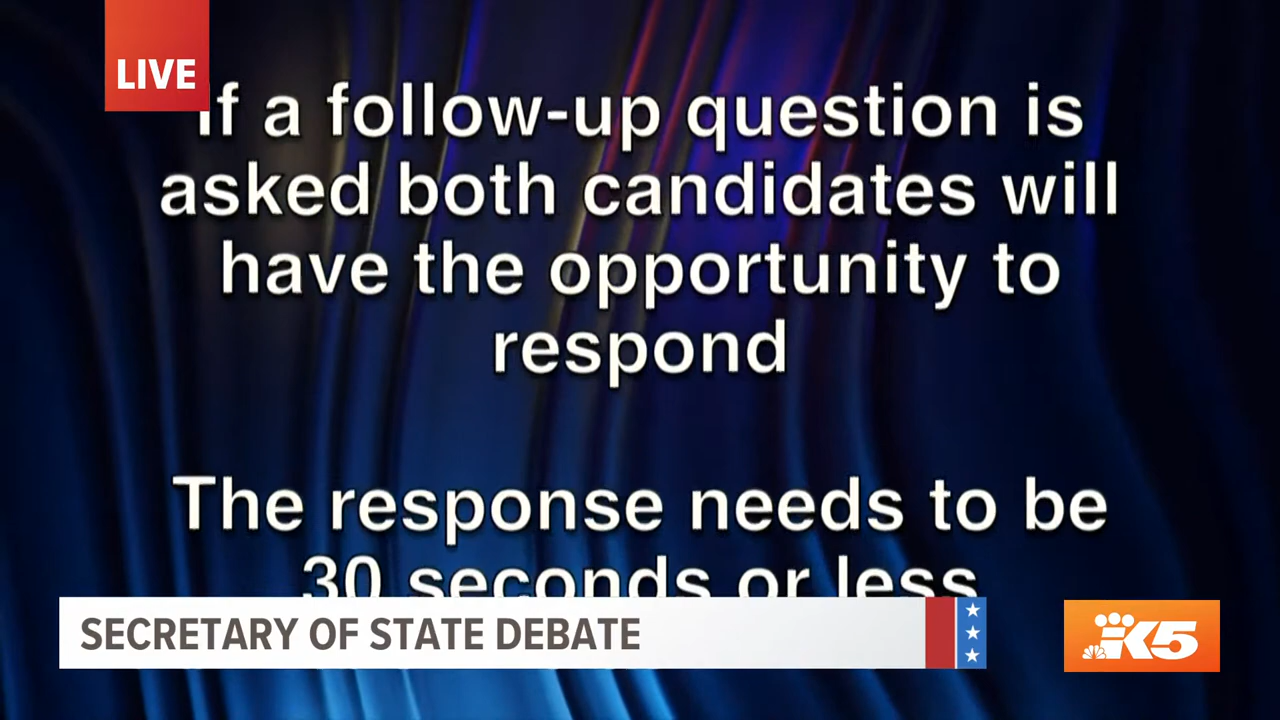 LIVE
If a follow-up question is
asked both candidates will
have the opportunity to
respond
The response needs to be
30 seconds or less
SECRETARY OF STATE DEBATE
K5